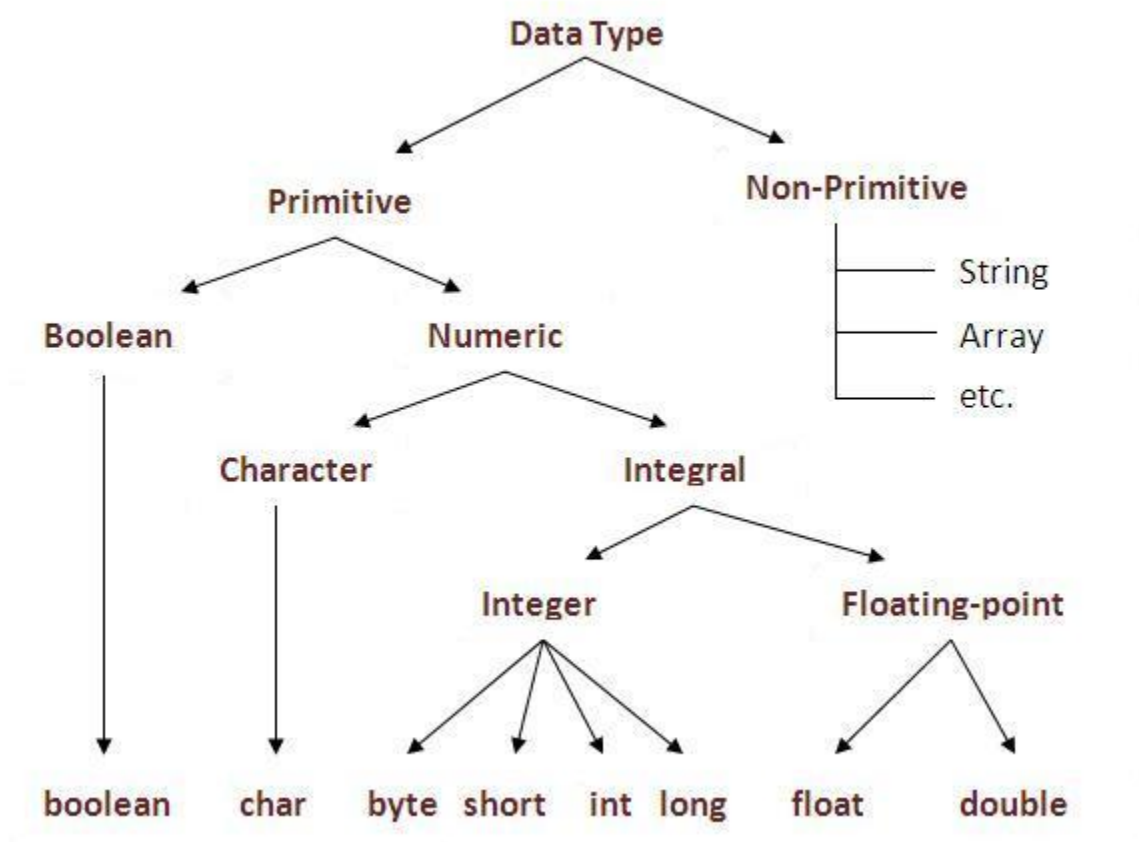 Data Type
Primitive
Non-Primitive
String
Array
etc.
Boolean
Numeric
Character
Integral
Integer
Floating-point
boolean
char
byte
short
int
long
float
double